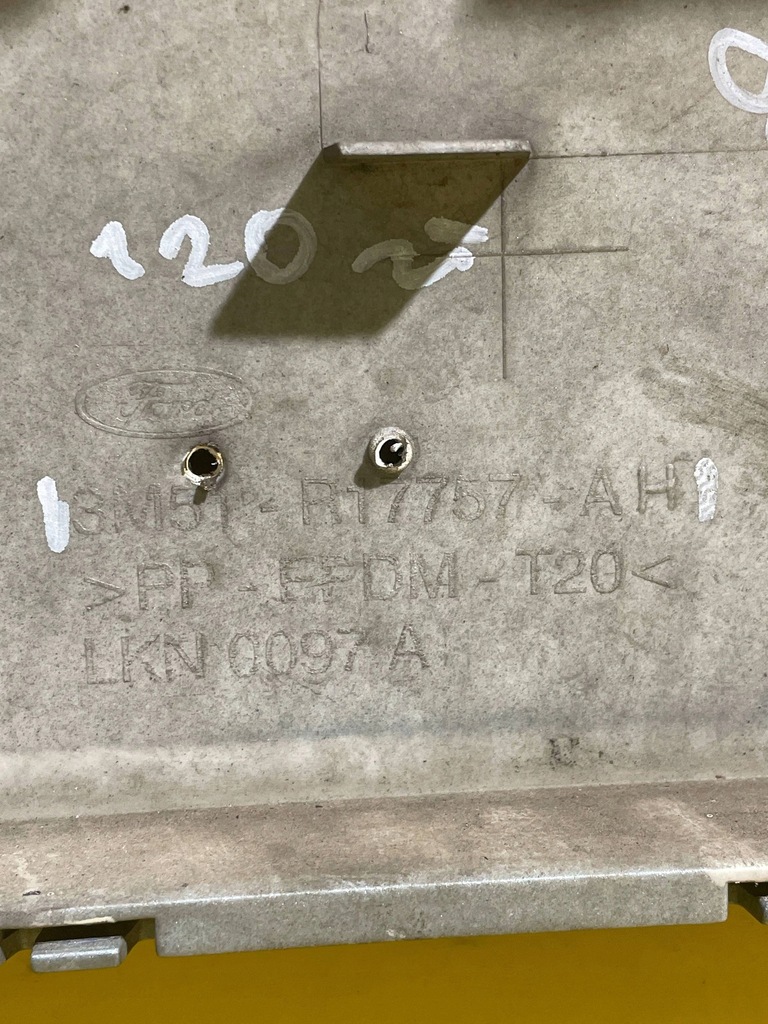 120
Ford
3M51 - R17757 - AH
>PP - EPDM - T20<
LKN 0097 A